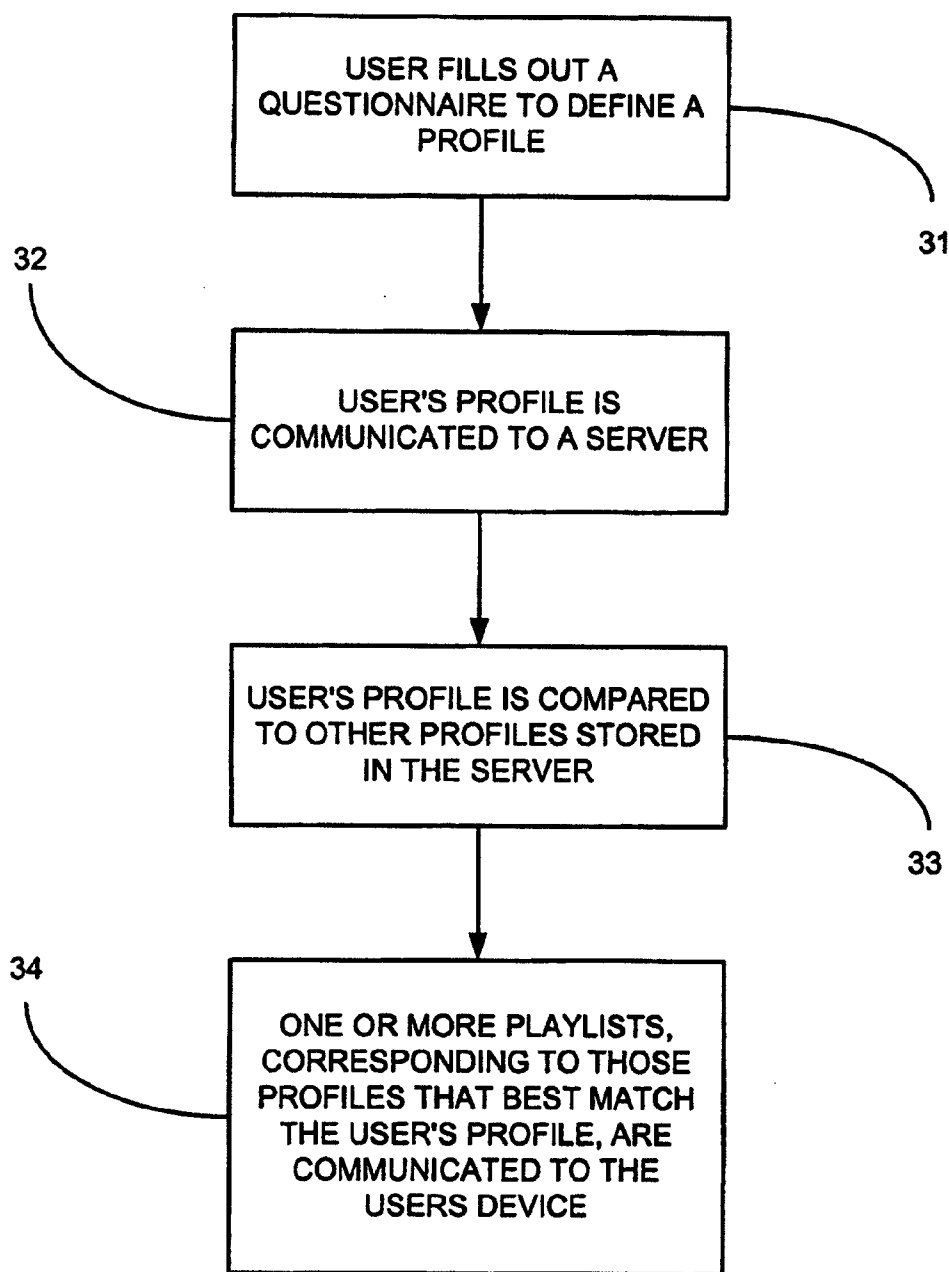 USER FILLS OUT A
QUESTIONNAIRE TO DEFINE A
PROFILE
31
32
USER'S PROFILE IS
COMMUNICATED TO A SERVER
USER'S PROFILE IS COMPARED
TO OTHER PROFILES STORED
IN THE SERVER
33
34
ONE OR MORE PLAYLISTS,
CORRESPONDING TO THOSE
PROFILES THAT BEST MATCH
THE USER'S PROFILE, ARE
COMMUNICATED TO THE
USERS DEVICE